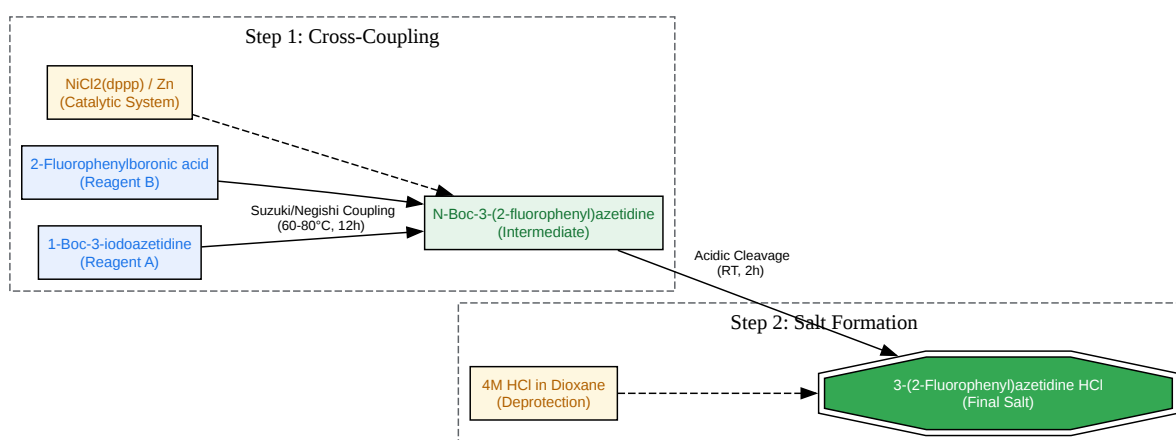 Step 1: Cross-Coupling
NiCl2(dppp) / Zn
(Catalytic System)
2-Fluorophenylboronic acid
(Reagent B)
Suzuki/Negishi Coupling
(60-80°C, 12h)
1-Boc-3-iodoazetidine
(Reagent A)
N-Boc-3-(2-fluorophenyl)azetidine
(Intermediate)
Acidic Cleavage
(RT, 2h)
Step 2: Salt Formation
4M HCl in Dioxane
(Deprotection)
3-(2-Fluorophenyl)azetidine HCl
(Final Salt)